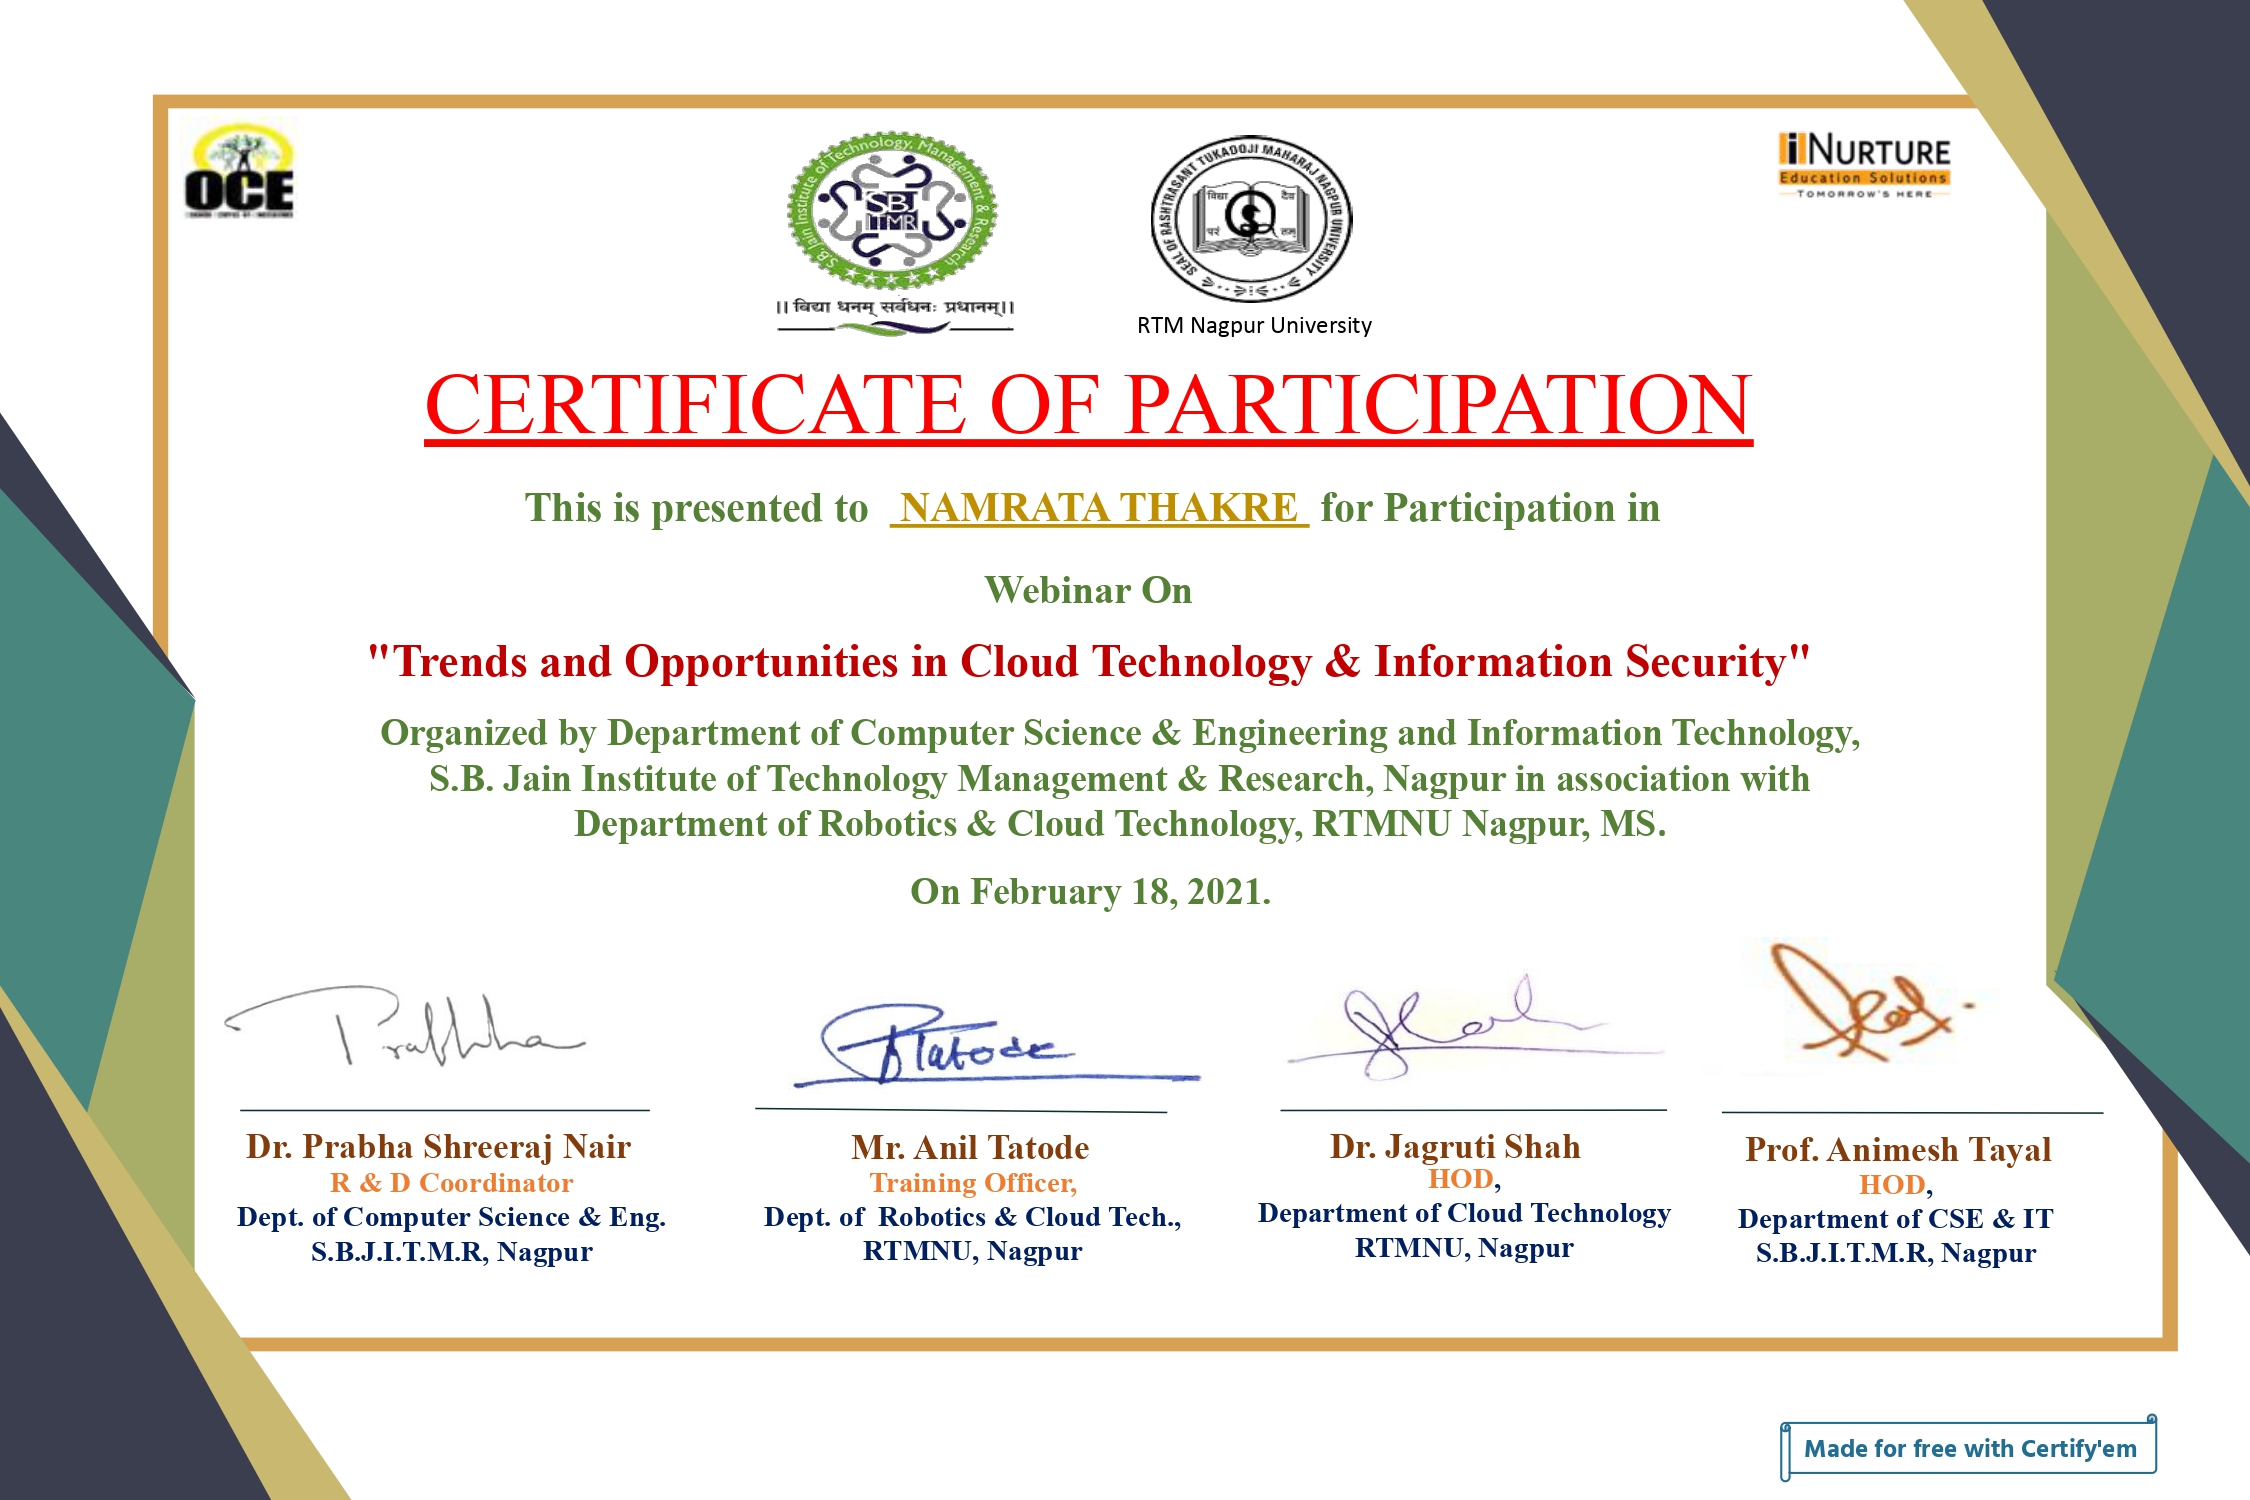 OCE
S.B. Jain Institute of Technology, Management & Research
SBJ
ITMR
|| विद्या धनम् सर्वधनः प्रधानम्||
SEAL OF RASHTRASANT TUKADOJI MAHARAJ NAGPUR UNIVERSITY
विद्या दैवं
परं तम्
RTM Nagpur University
iNURTURE
Education Solutions
TOMORROW'S HERE
CERTIFICATE OF PARTICIPATION
This is presented to NAMRATA THAKRE for Participation in
Webinar On
"Trends and Opportunities in Cloud Technology & Information Security"
Organized by Department of Computer Science & Engineering and Information Technology,
S.B. Jain Institute of Technology Management & Research, Nagpur in association with
Department of Robotics & Cloud Technology, RTMNU Nagpur, MS.
On February 18, 2021.
Prabhha
Tatode
Dr. Prabha Shreeraj Nair
R & D Coordinator
Dept. of Computer Science & Eng.
S.B.J.I.T.M.R, Nagpur
Mr. Anil Tatode
Training Officer,
Dept. of Robotics & Cloud Tech.,
RTMNU, Nagpur
Dr. Jagruti Shah
HOD,
Department of Cloud Technology
RTMNU, Nagpur
Prof. Animesh Tayal
HOD,
Department of CSE & IT
S.B.J.I.T.M.R, Nagpur
Made for free with Certify'em